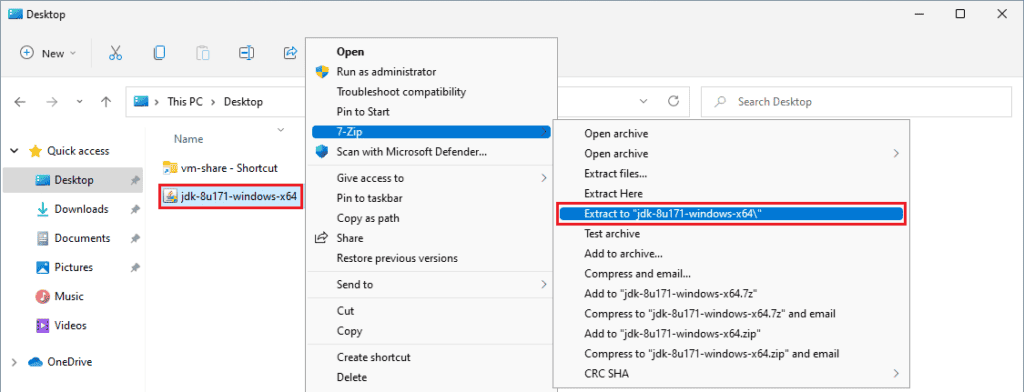 Desktop
New
This PC > Desktop
Search Desktop
Quick access
Desktop
Downloads
Documents
Pictures
Music
Videos
OneDrive
Name
vm-share - Shortcut
jdk-8u171-windows-x64
Open
Run as administrator
Troubleshoot compatibility
Pin to Start
7-Zip
Scan with Microsoft Defender...
Give access to
Pin to taskbar
Copy as path
Share
Restore previous versions
Send to
Cut
Copy
Create shortcut
Delete
Open archive
Open archive
Extract files...
Extract Here
Extract to "jdk-8u171-windows-x64\"
Test archive
Add to archive...
Compress and email...
Add to "jdk-8u171-windows-x64.7z"
Compress to "jdk-8u171-windows-x64.7z" and email
Add to "jdk-8u171-windows-x64.zip"
Compress to "jdk-8u171-windows-x64.zip" and email
CRC SHA